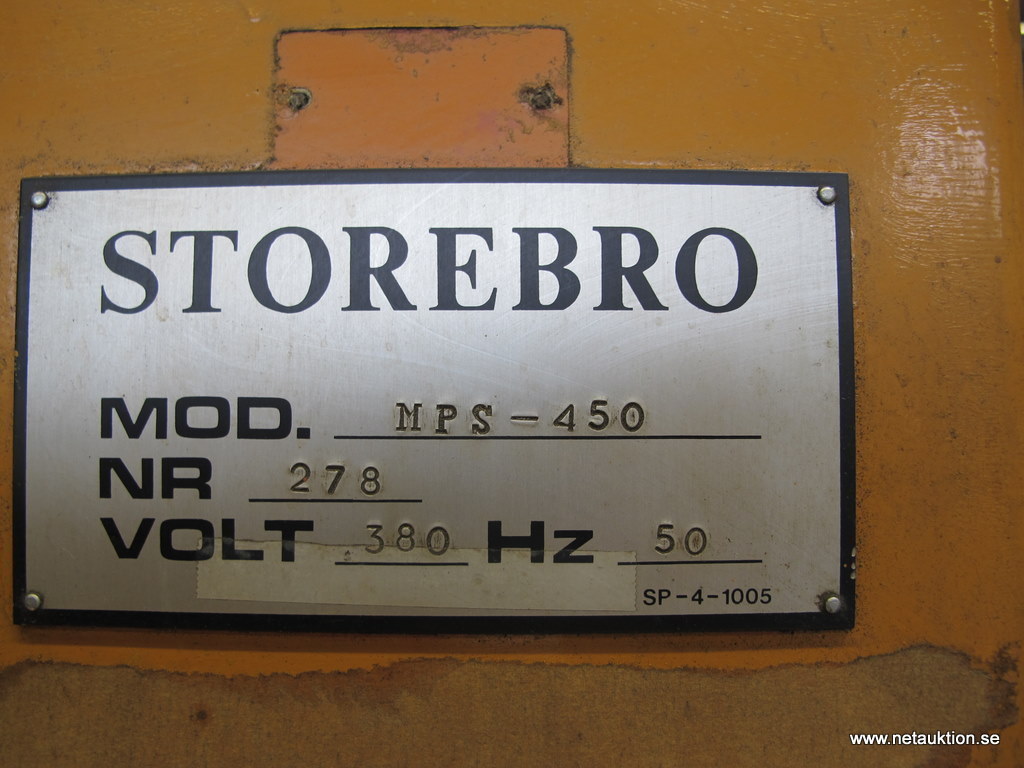 STOREBRO
MOD. MPS-450
NR 278
VOLT 380 Hz 50
SP-4-1005
www.netauktion.se